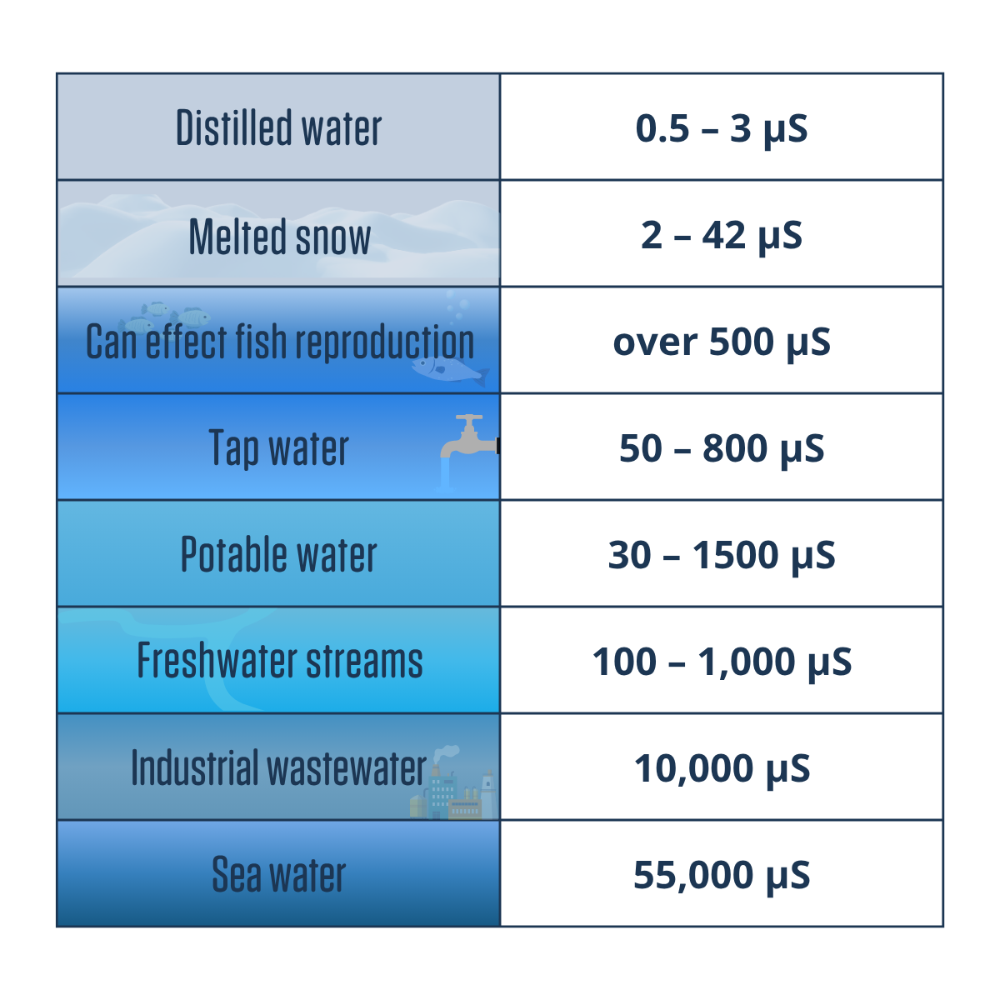 Distilled water
0.5 – 3 µS
Melted snow
2 – 42 µS
Can effect fish reproduction
over 500 µS
Tap water
50 – 800 µS
Potable water
30 – 1500 µS
Freshwater streams
100 – 1,000 µS
Industrial wastewater
10,000 µS
Sea water
55,000 µS